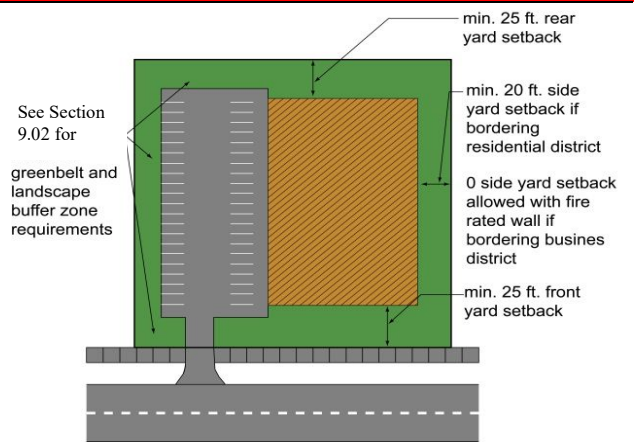 min. 25 ft. rear
yard setback
See Section
9.02 for
greenbelt and
landscape
buffer zone
requirements
min. 20 ft. side
yard setback if
bordering
residential district
0 side yard setback
allowed with fire
rated wall if
bordering busines
district
min. 25 ft. front
yard setback